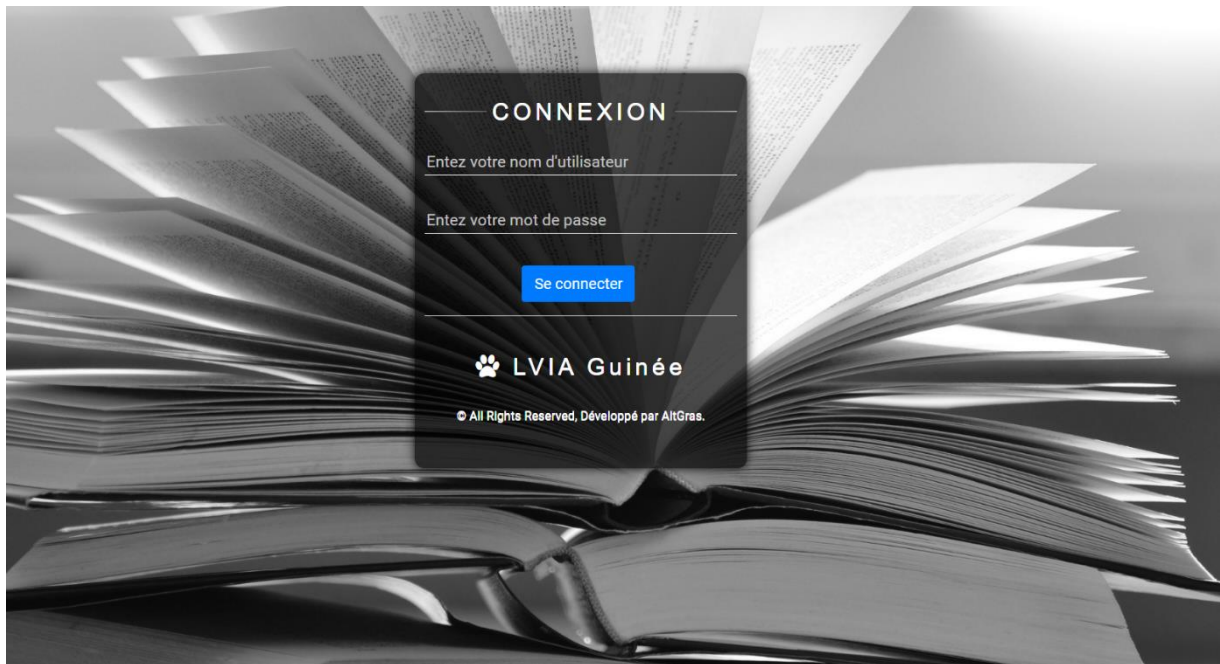 CONNEXION
Entez votre nom d'utilisateur
Entez votre mot de passe
Se connecter
LVIA Guinée
© All Rights Reserved, Développé par AltGras.